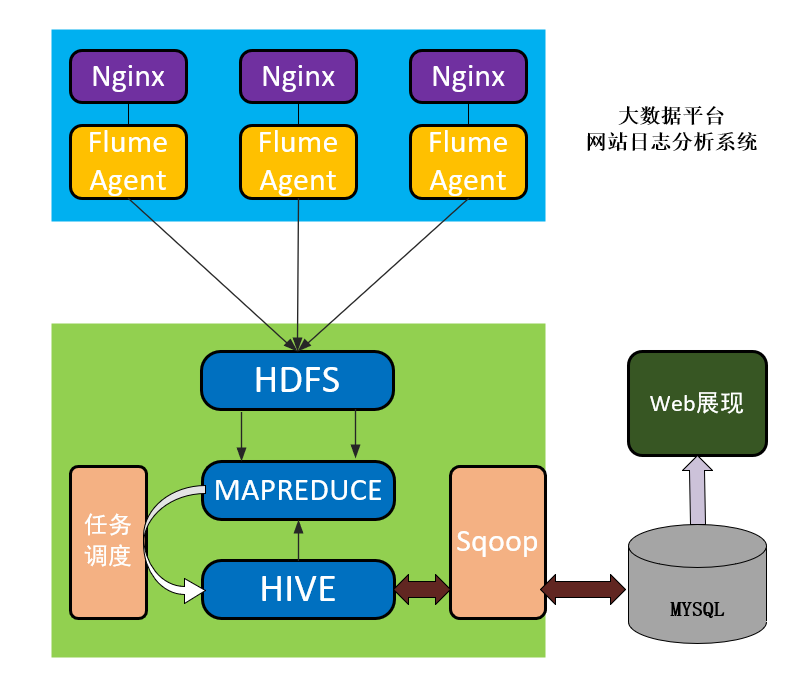 Nginx
Nginx
Nginx
大数据平台
网站日志分析系统
Flume
Agent
Flume
Agent
Flume
Agent
HDFS
Web展现
MAPREDUCE
任务
调度
Sqoop
HIVE
MYSQL